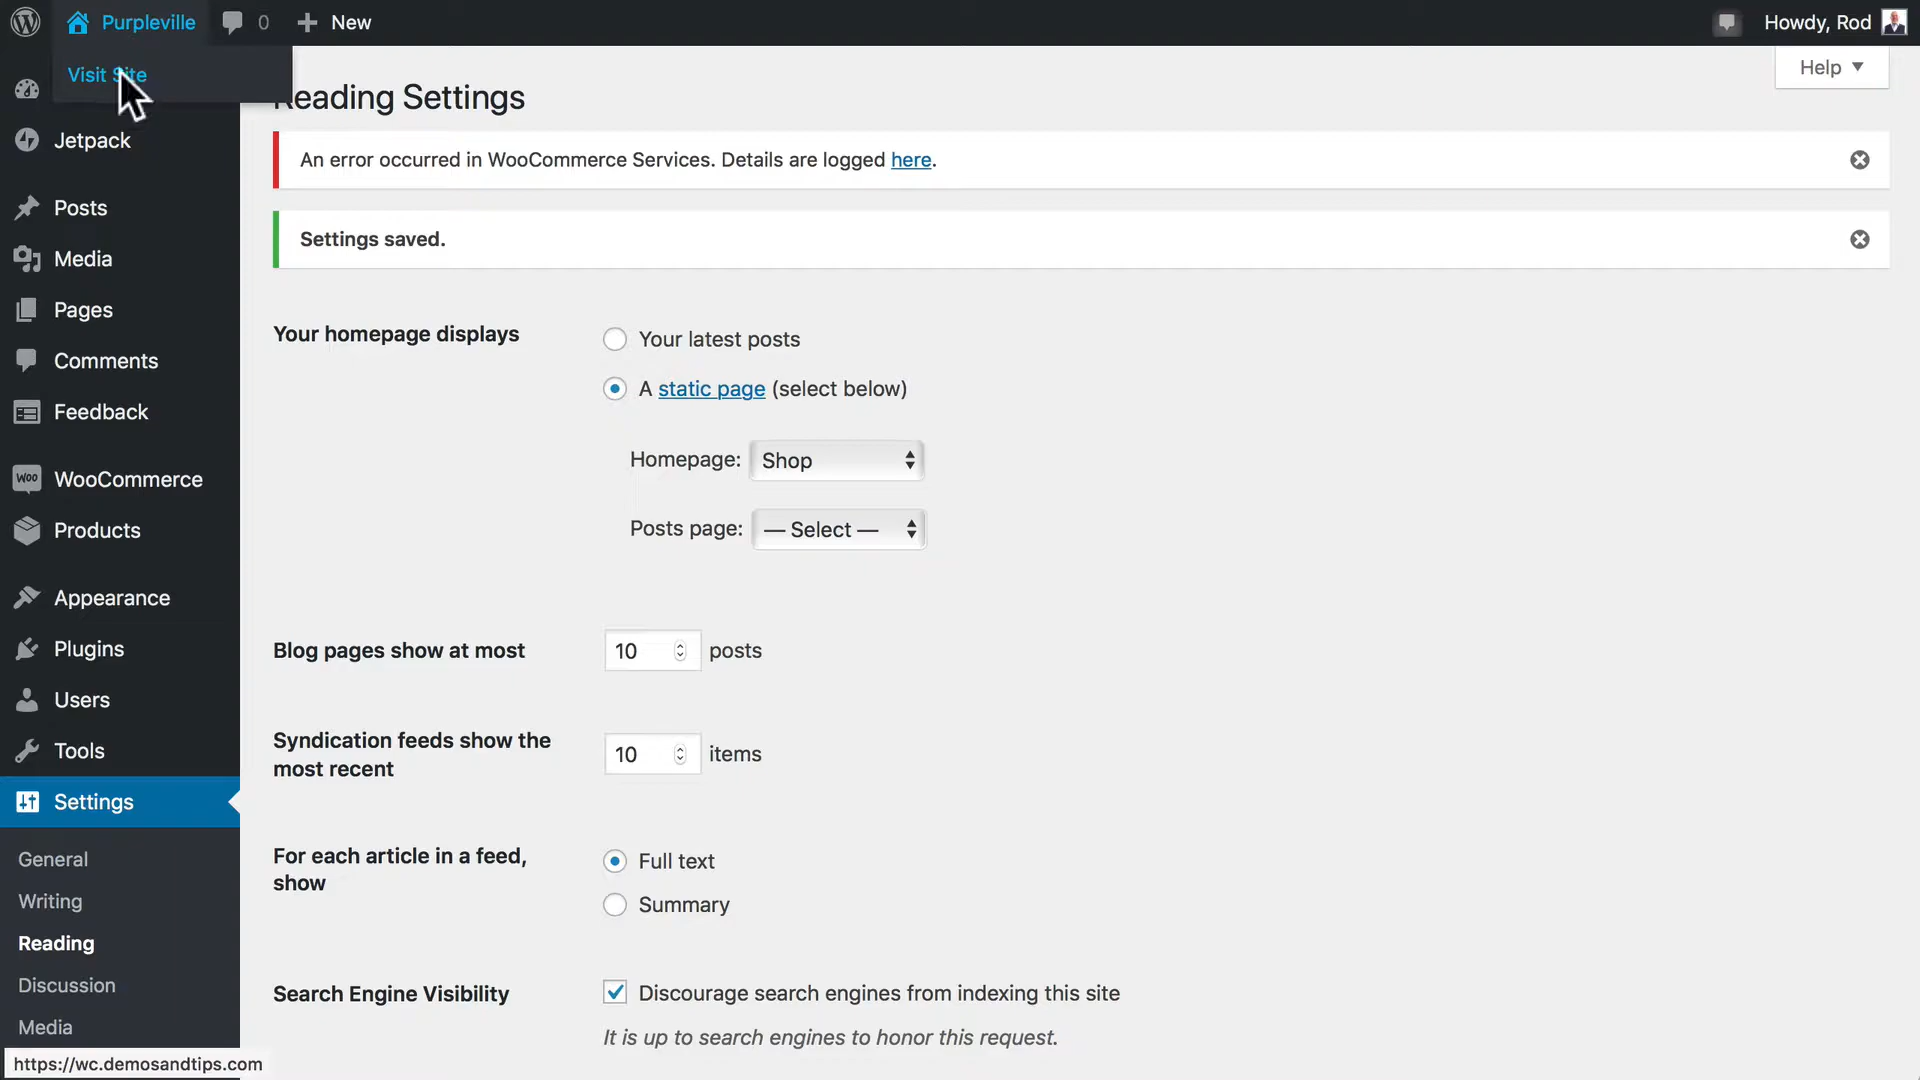 Purpleville
0
New
Howdy, Rod
Visit Site
Help
Reading Settings
An error occurred in WooCommerce Services. Details are logged here.
Settings saved.
Jetpack
Posts
Media
Pages
Comments
Feedback
Woo WooCommerce
Products
Appearance
Plugins
Users
Tools
Settings
General
Writing
Reading
Discussion
Media
https://wc.demosandtips.com
Your homepage displays
Your latest posts
A static page (select below)
Homepage: Shop
Posts page: — Select —
Blog pages show at most
10 posts
Syndication feeds show the
most recent
10 items
For each article in a feed,
show
Full text
Summary
Search Engine Visibility
Discourage search engines from indexing this site
It is up to search engines to honor this request.